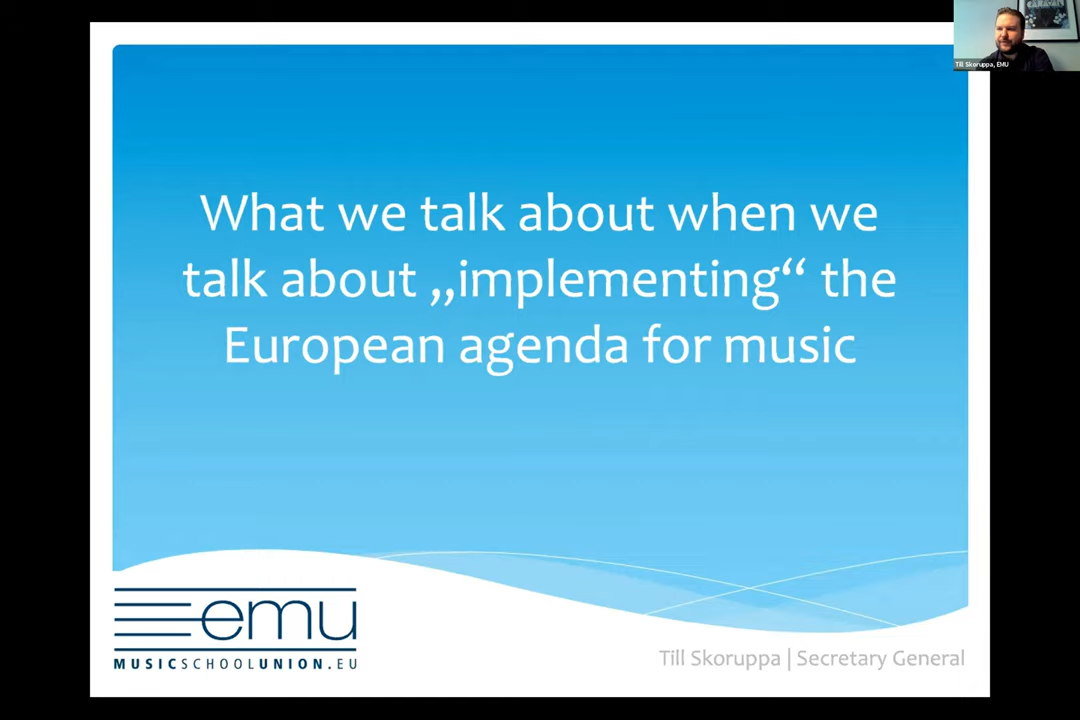 What we talk about when we
talk about „implementing“ the
European agenda for music
emu
MUSICSCHOOLUNION.EU
Till Skoruppa | Secretary General
Till Skoruppa, EMU